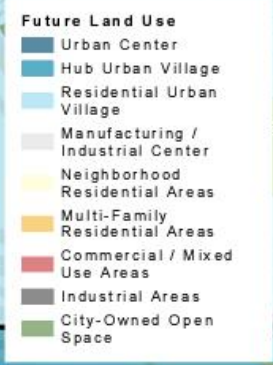 Future Land Use
Urban Center
Hub Urban Village
Residential Urban
Village
Manufacturing /
Industrial Center
Neighborhood
Residential Areas
Multi-Family
Residential Areas
Commercial / Mixed
Use Areas
Industrial Areas
City-Owned Open
Space